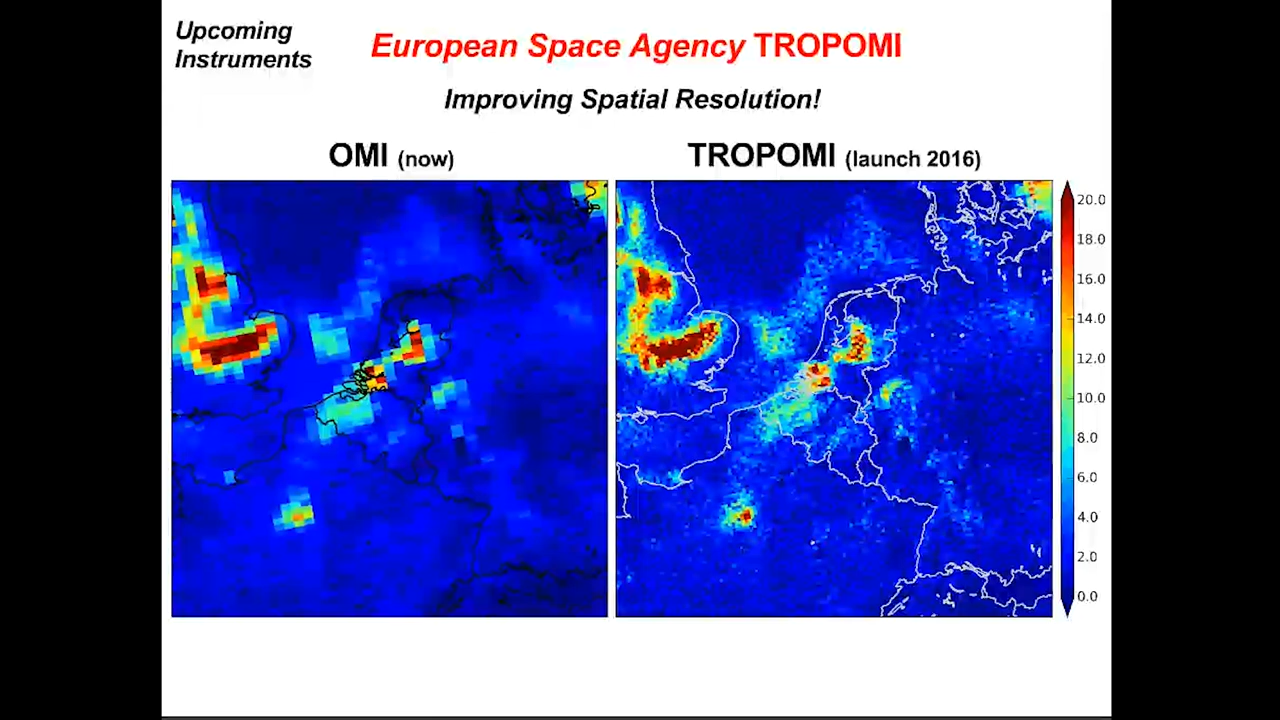 Upcoming
Instruments
European Space Agency TROPOMI
Improving Spatial Resolution!
OMI (now)
TROPOMI (launch 2016)
20.0
18.0
16.0
14.0
12.0
10.0
8.0
6.0
4.0
2.0
0.0